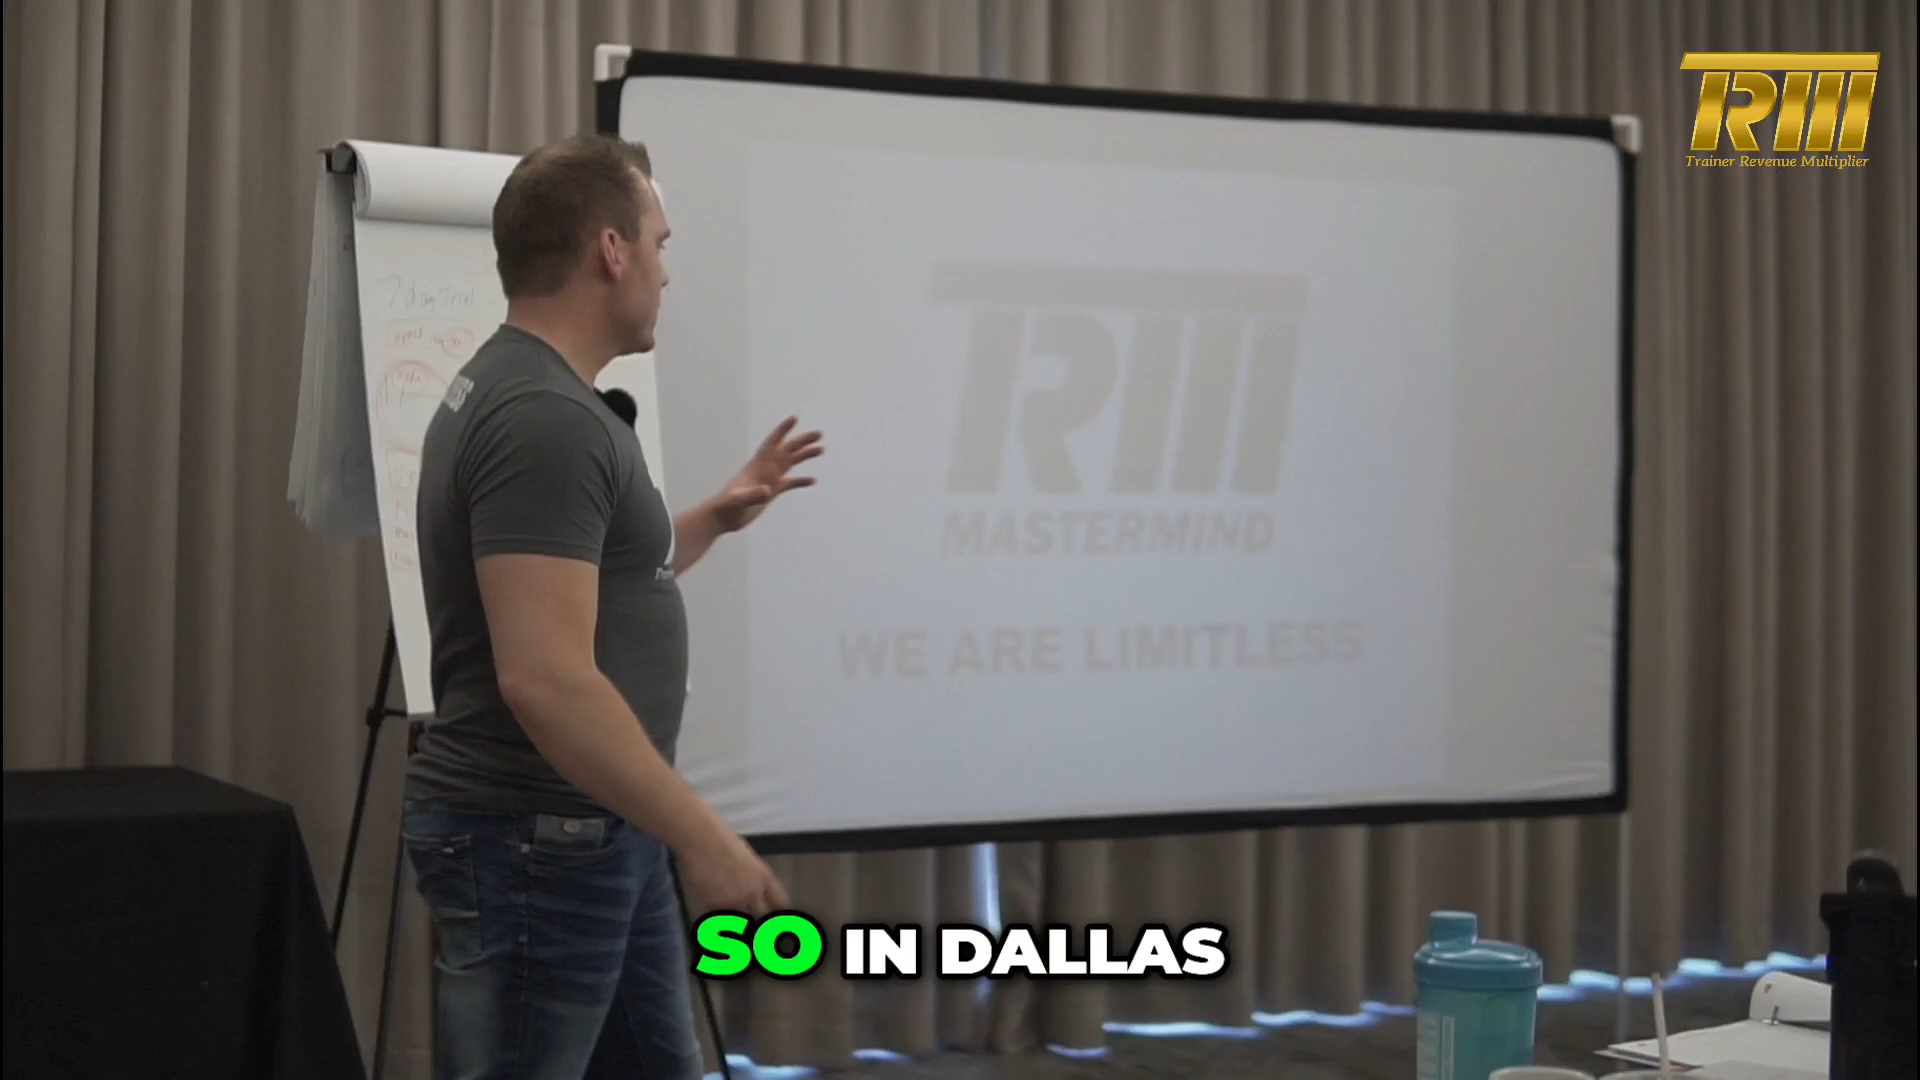 TRM
Trainer Revenue Multiplier
7 day Trial
TRM
MASTERMIND
WE ARE LIMITLESS
SO IN DALLAS